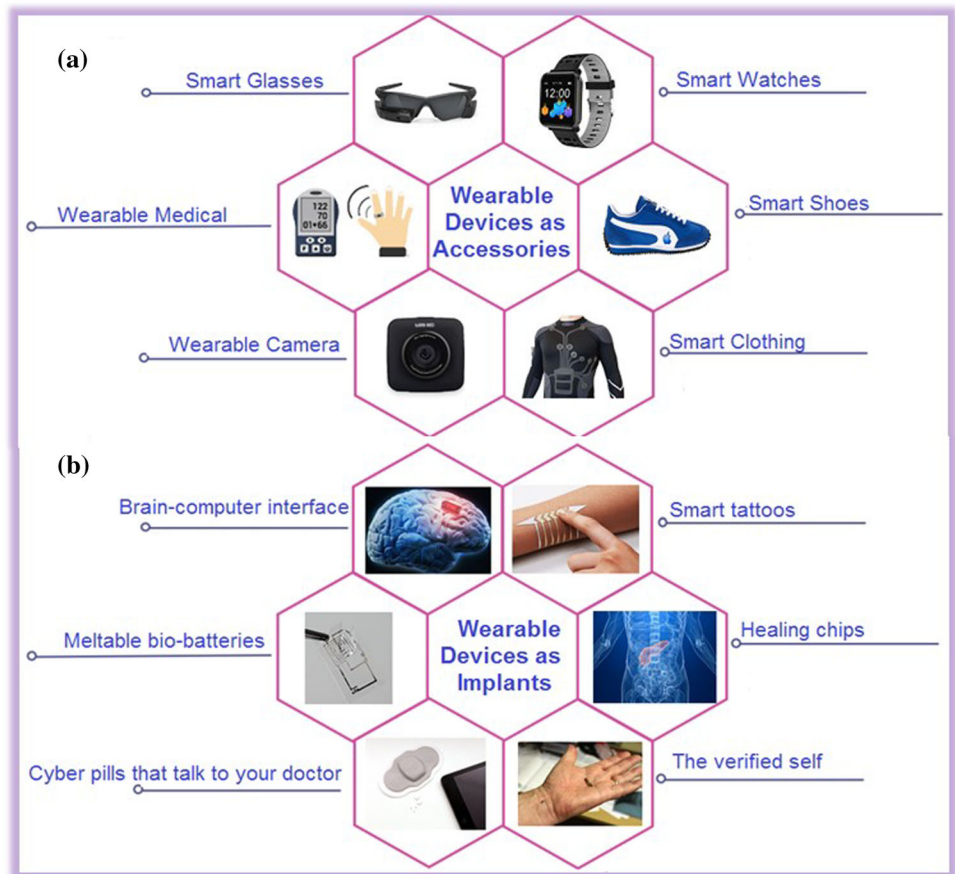 (a)
Smart Glasses
Smart Watches
12:00
Wearable Medical
122
70
01•66
Wearable
Devices as
Accessories
Smart Shoes
Wearable Camera
Smart Clothing
(b)
Brain-computer interface
Smart tattoos
Meltable bio-batteries
Wearable
Devices as
Implants
Healing chips
Cyber pills that talk to your doctor
The verified self